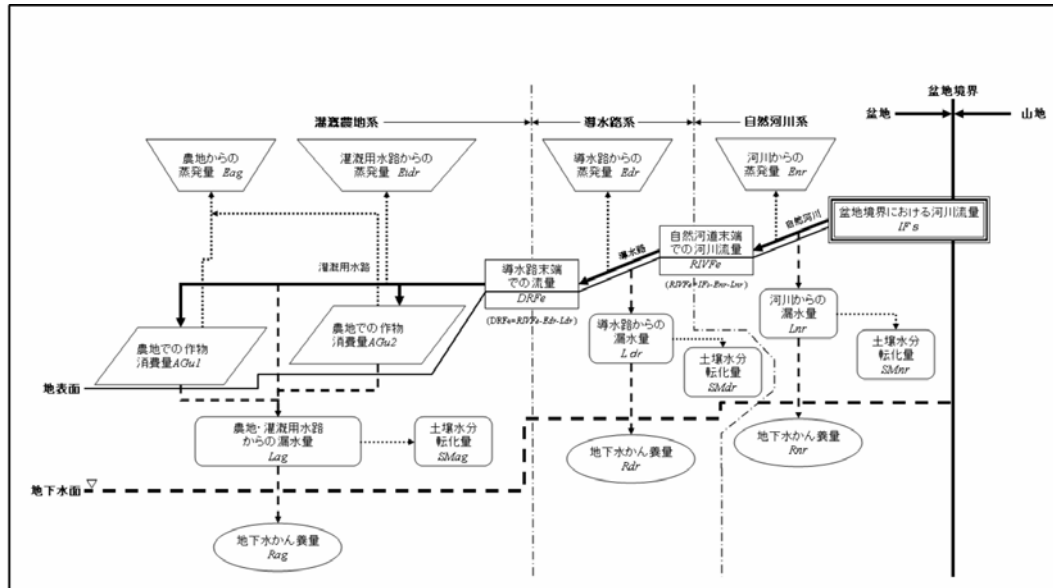 盆地境界
盆地
山地
灌漑農地系
導水路系
自然河川系
農地からの
蒸発量 Eag
灌漑用水路からの
蒸発量 Eidr
導水路からの
蒸発量 Edr
河川からの
蒸発量 Enr
盆地境界における河川流量
IFs
自然河川
自然河道末端
での河川流量
RIVFe
(RIVFe=IFs-Enr-Lnr)
導水路
灌漑用水路
導水路末端
での流量
DRFe
(DRFe=RIVFe-Edr-Ldr)
農地での作物
消費量AGu1
農地での作物
消費量AGu2
導水路からの
漏水量
Ldr
河川からの
漏水量
Lnr
土壌水分
転化量
SMdr
土壌水分
転化量
SMnr
地表面
農地・灌漑用水路
からの漏水量
Lag
土壌水分
転化量
SMag
地下水かん養量
Rdr
地下水かん養量
Rnr
地下水面
地下水かん養量
Rag